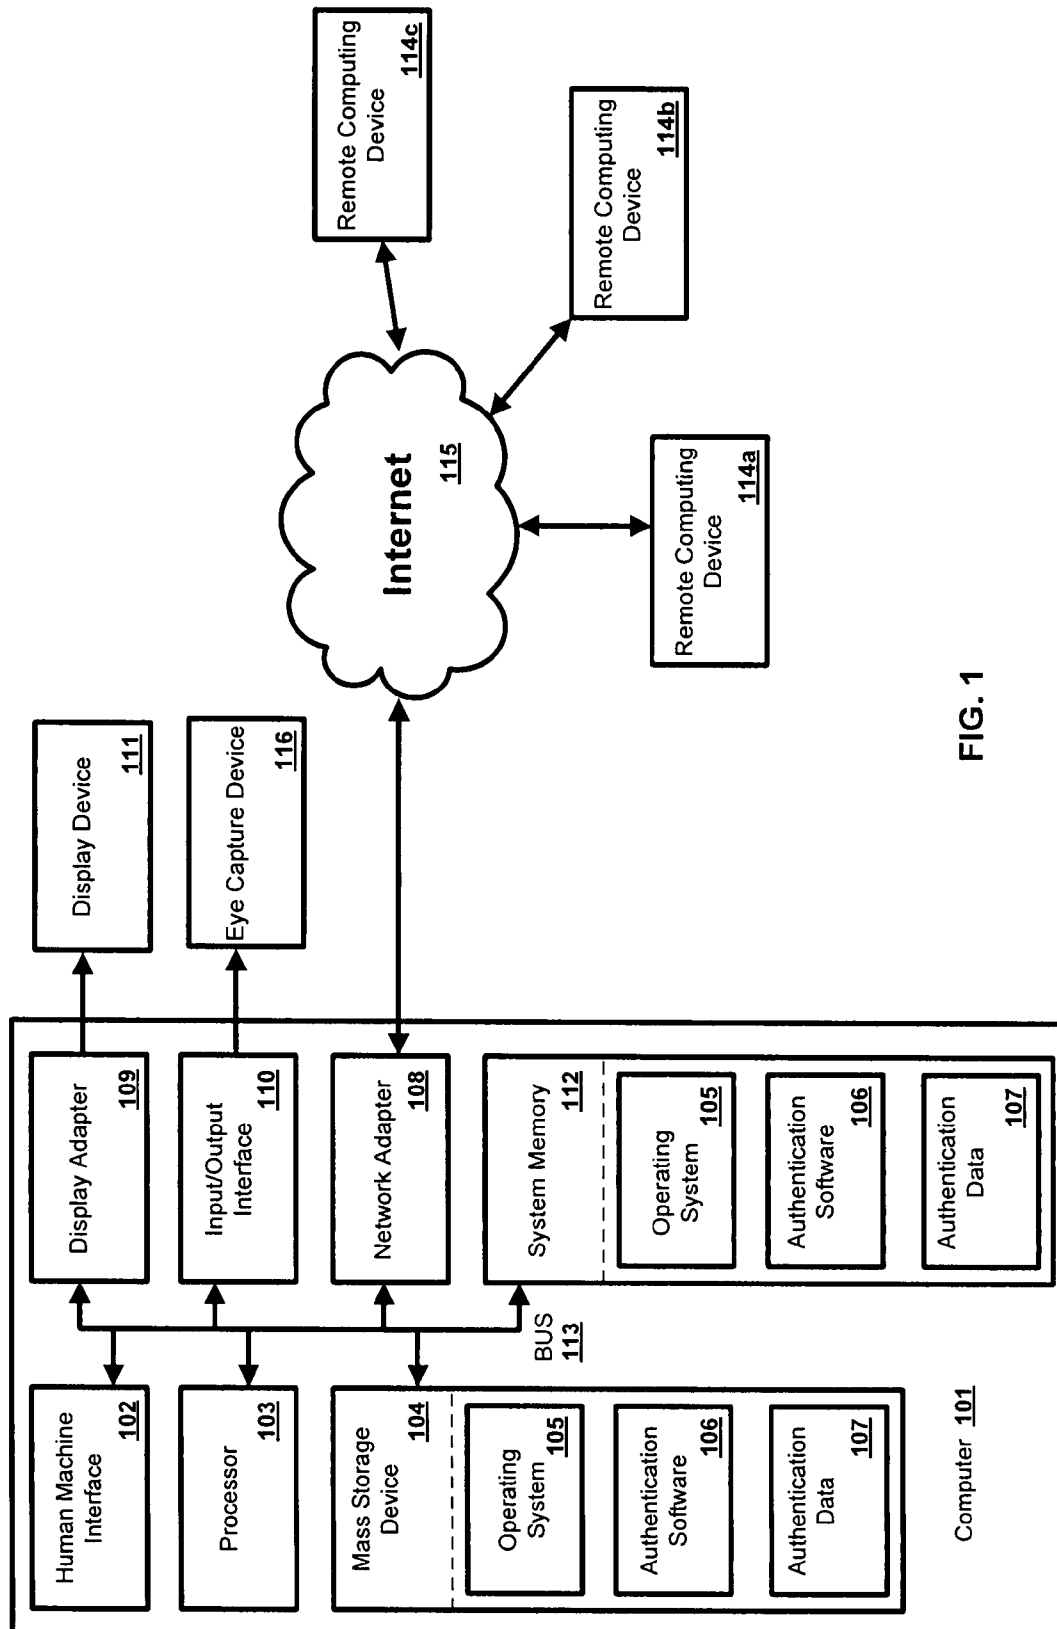 Human Machine
Interface
102
Processor
103
Mass Storage
Device
104
Operating
System
105
Authentication
Software
106
Authentication
Data
107
Computer 101
BUS
113
Display Adapter
109
Input/Output
Interface
110
Network Adapter
108
System Memory
112
Operating
System
105
Authentication
Software
106
Authentication
Data
107
Display Device
111
Eye Capture Device
116
Internet
115
Remote Computing
Device
114a
Remote Computing
Device
114b
Remote Computing
Device
114c
FIG. 1